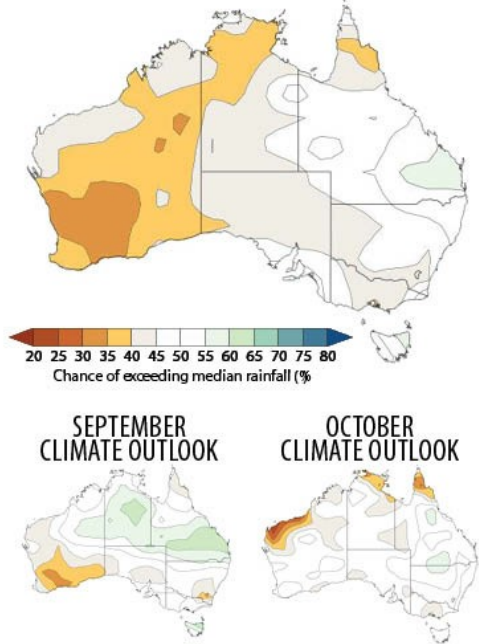 20 25 30 35 40 45 50 55 60 65 70 75 80
Chance of exceeding median rainfall (%
SEPTEMBER
CLIMATE OUTLOOK
OCTOBER
CLIMATE OUTLOOK